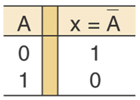 A x = A̅
0 1
1 0